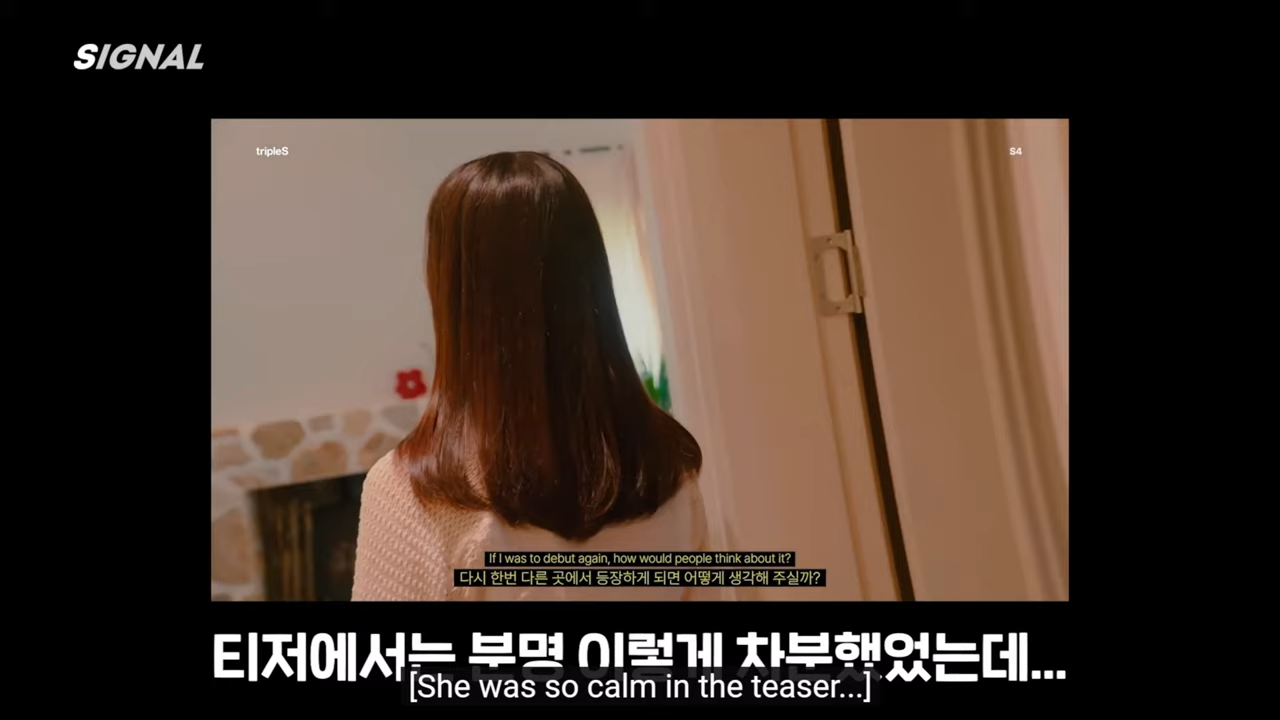 SIGNAL
tripleS
S4
If I was to debut again, how would people think about it?
다시 한번 다른 곳에서 등장하게 되면 어떻게 생각해 주실까?
티저에서는 분명 이렇게 차분했었는데...
[She was so calm in the teaser...]